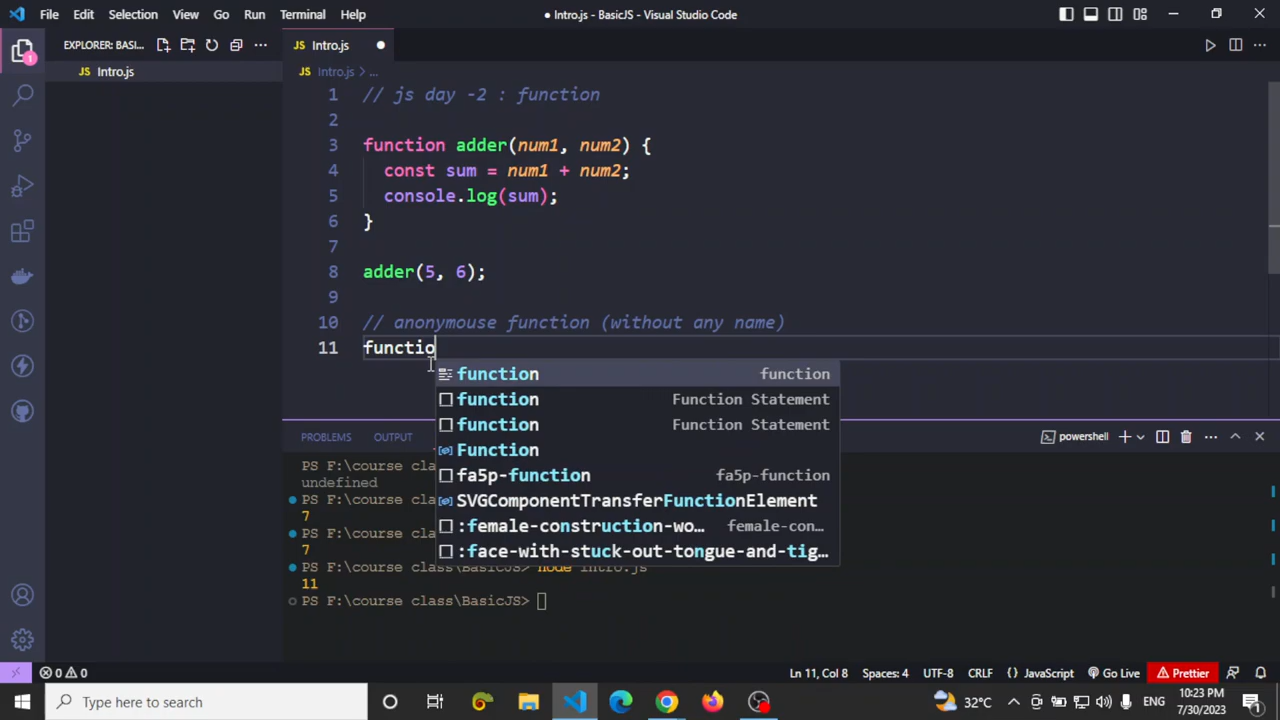 File Edit Selection View Go Run Terminal Help
● Intro.js - BasicJS - Visual Studio Code
EXPLORER: BASI...
JS Intro.js
JS Intro.js ●
JS Intro.js > ...
1 // js day -2 : function
2
3 function adder(num1, num2) {
4 const sum = num1 + num2;
5 console.log(sum);
6 }
7
8 adder(5, 6);
9
10 // anonymouse function (without any name)
11 functio
function function
function Function Statement
function Function Statement
Function
fa5p-function fa5p-function
SVGComponentTransferFunctionElement
:female-construction-wo... female-con...
:face-with-stuck-out-tongue-and-tig...
PROBLEMS OUTPUT
powershell
PS F:\course cla
undefined
PS F:\course cla
7
PS F:\course cla
7
PS F:\course class\BasicJS> node intro.js
11
PS F:\course class\BasicJS>
0 0
Ln 11, Col 8 Spaces: 4 UTF-8 CRLF {} JavaScript Go Live Prettier
Type here to search
32°C
ENG
10:23 PM
7/30/2023
1